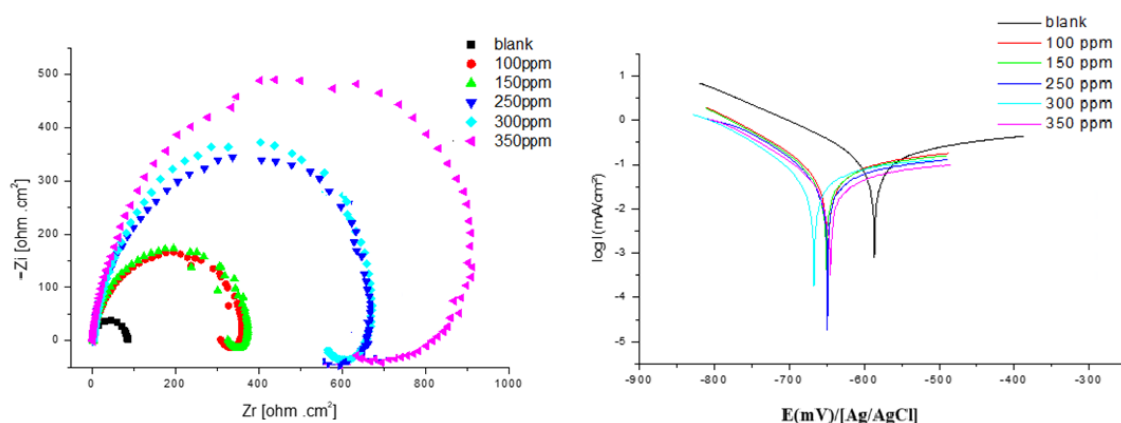 blank
100ppm
150ppm
250ppm
300ppm
350ppm
500
400
300
200
100
0
0 200 400 600 800 1000
-Zi [ohm .cm²]
Zr [ohm .cm²]
blank
100 ppm
150 ppm
250 ppm
300 ppm
350 ppm
1
0
-1
-2
-3
-4
-5
-900 -800 -700 -600 -500 -400 -300
logI(mA/cm²)
E(mV)/[Ag/AgCl]